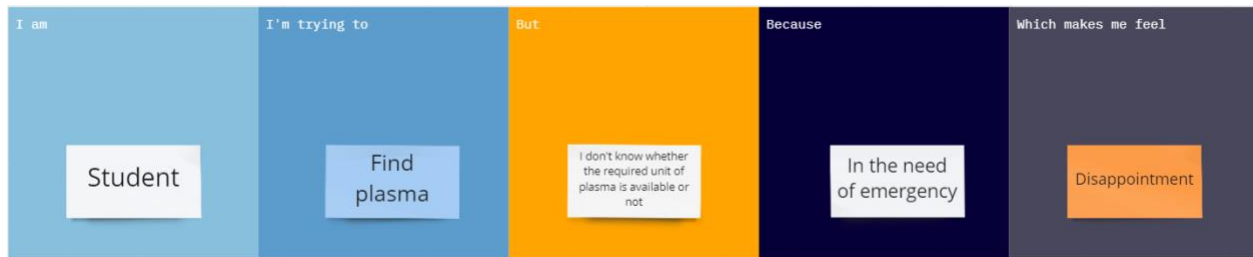 I am
I'm trying to
But
Because
Which makes me feel
Student
Find
plasma
I don't know whether
the required unit of
plasma is available or
not
In the need
of emergency
Disappointment